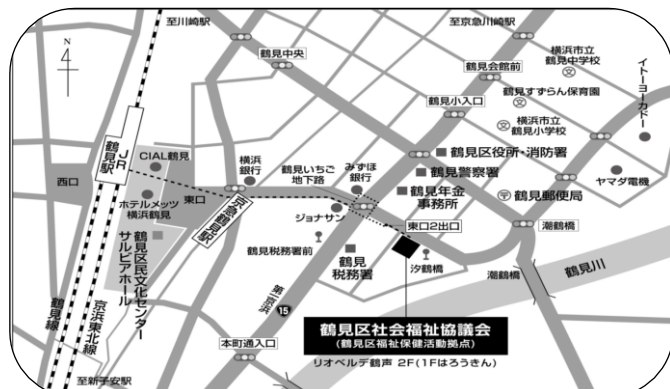 至川崎駅
至京急川崎駅
N
鶴見中央
鶴見会館前
横浜市立
鶴見中学校
イトーヨーカドー
鶴見すずらん保育園
鶴見小入口
横浜市立
鶴見小学校
JR
鶴見駅
CIAL鶴見
横浜
銀行
鶴見いちご
地下路
みずほ
銀行
鶴見区役所・消防署
鶴見警察署
鶴見年金
事務所
ヤマダ電機
鶴見郵便局
西口
東口
ホテルメッツ
横浜鶴見
京急鶴見駅
ジョナサン
東口2出口
潮鶴橋
鶴見区民文化センター
サルビアホール
鶴見税務署前
鶴見
税務署
汐鶴橋
潮鶴橋
鶴見川
鶴見線
京浜東北線
第一京浜
15
本町通入口
鶴見区社会福祉協議会
(鶴見区福祉保健活動拠点)
リオベルデ鶴声 2F(1Fはろうきん)
至新子安駅